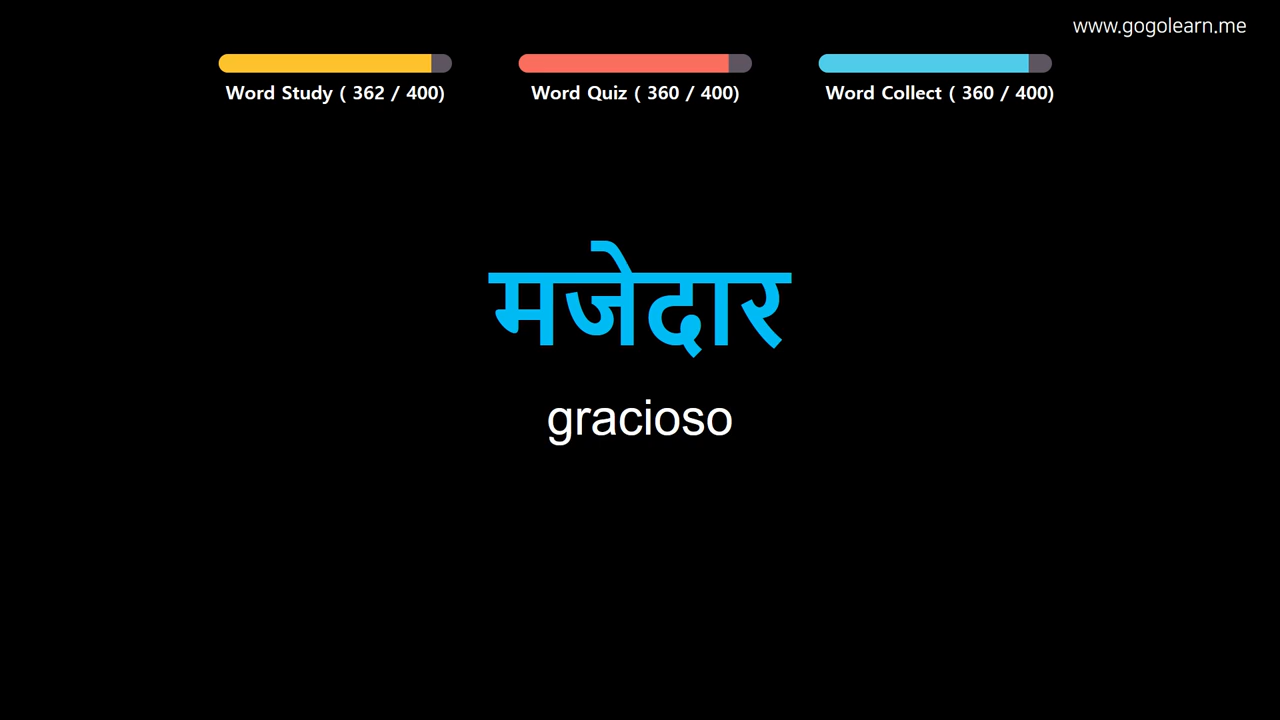 www.gogolearn.me
Word Study ( 362 / 400)
Word Quiz ( 360 / 400)
Word Collect ( 360 / 400)
मजेदार
gracioso